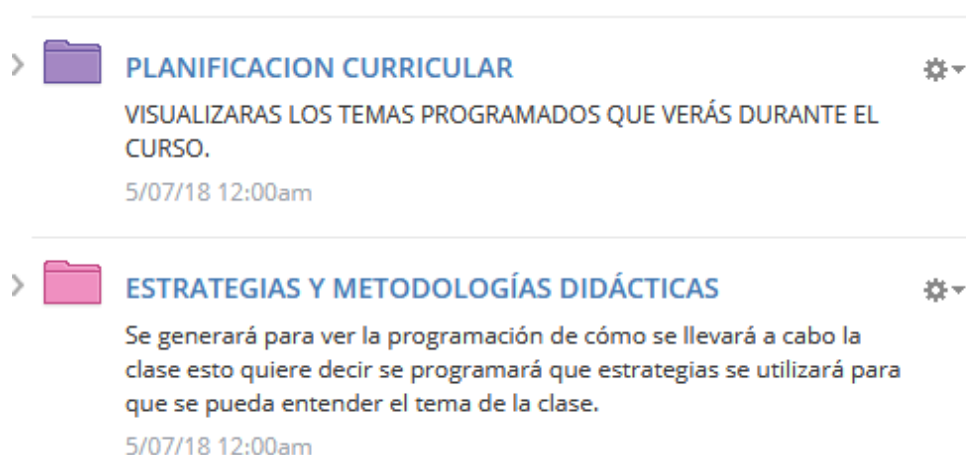 PLANIFICACION CURRICULAR
VISUALIZARAS LOS TEMAS PROGRAMADOS QUE VERÁS DURANTE EL
CURSO.
5/07/18 12:00am
ESTRATEGIAS Y METODOLOGÍAS DIDÁCTICAS
Se generará para ver la programación de cómo se llevará a cabo la
clase esto quiere decir se programará que estrategias se utilizará para
que se pueda entender el tema de la clase.
5/07/18 12:00am